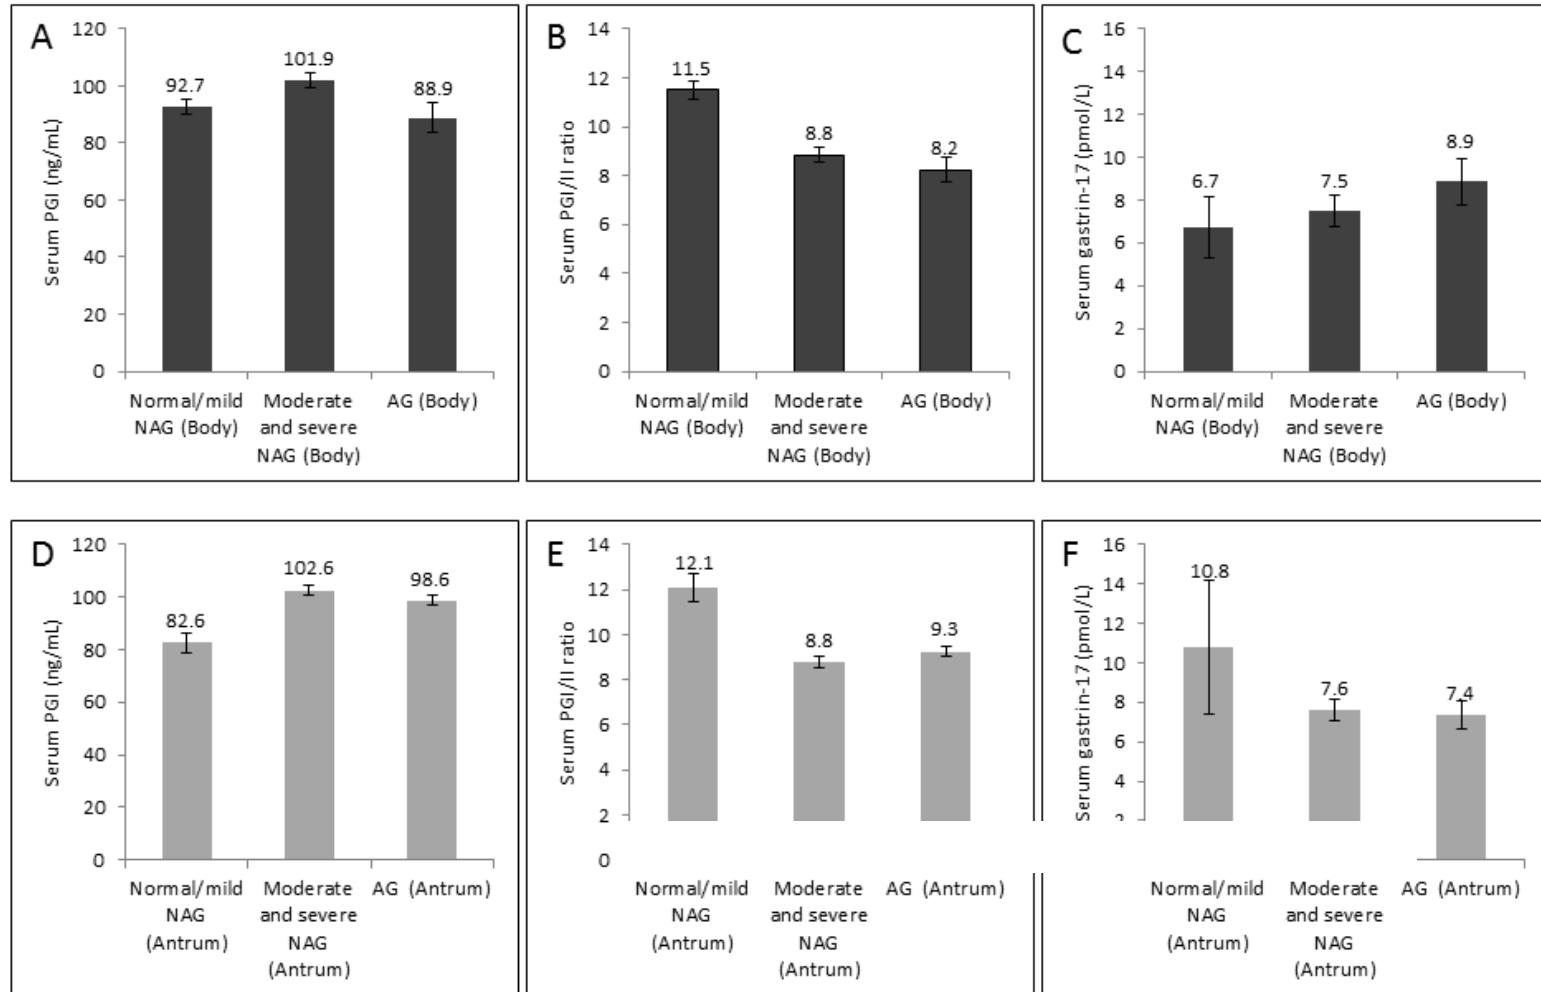 A
Serum PGI (ng/mL)
120
100
80
60
40
20
0
92.7
101.9
88.9
Normal/mild
NAG (Body)
Moderate
and severe
NAG (Body)
AG (Body)
B
Serum PGI/II ratio
14
12
10
8
6
4
2
0
11.5
8.8
8.2
Normal/mild
NAG (Body)
Moderate
and severe
NAG (Body)
AG (Body)
C
Serum gastrin-17 (pmol/L)
16
14
12
10
8
6
4
2
0
6.7
7.5
8.9
Normal/mild
NAG (Body)
Moderate
and severe
NAG (Body)
AG (Body)
D
Serum PGI (ng/mL)
120
100
80
60
40
20
0
82.6
102.6
98.6
Normal/mild
NAG
(Antrum)
Moderate
and severe
NAG
(Antrum)
AG (Antrum)
E
Serum PGI/II ratio
14
12
10
8
6
4
2
0
12.1
8.8
9.3
Normal/mild
NAG
(Antrum)
Moderate
and severe
NAG
(Antrum)
AG (Antrum)
F
Serum gastrin-17 (pmol/L)
16
14
12
10
8
6
4
10.8
7.6
7.4
Normal/mild
NAG
(Antrum)
Moderate
and severe
NAG
(Antrum)
AG (Antrum)